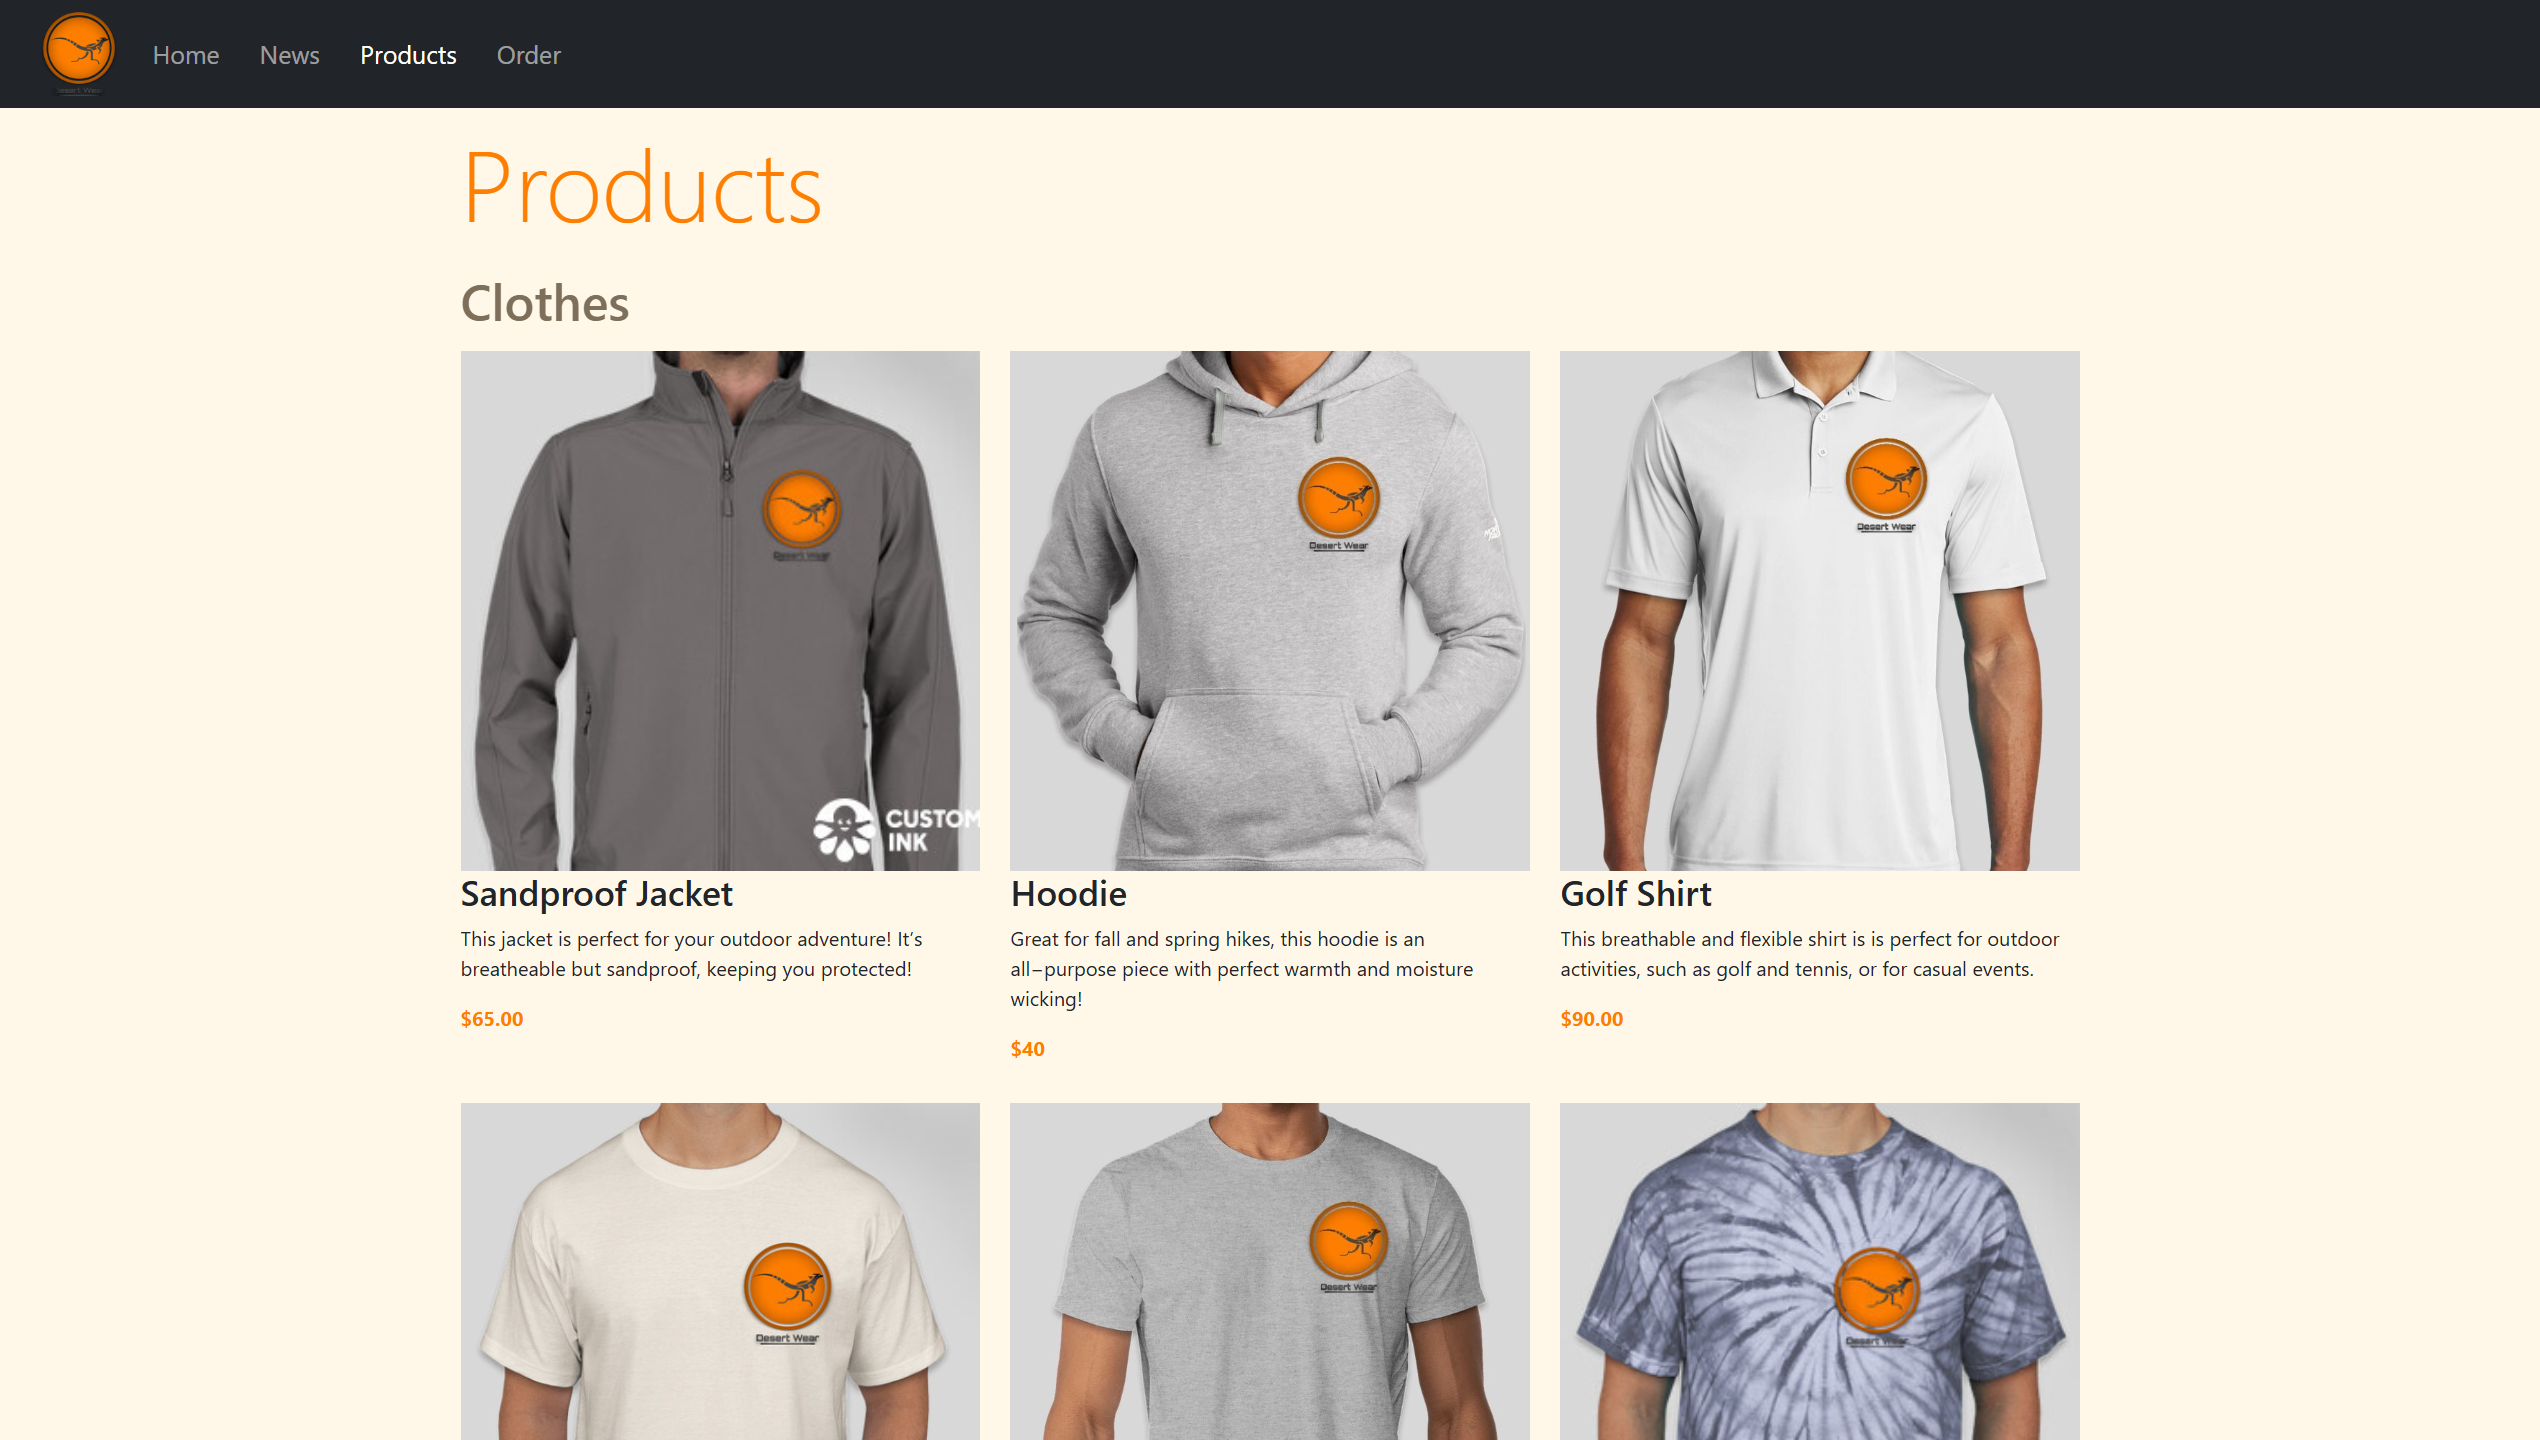 Desert Wear
Home
News
Products
Order
Products
Clothes
Desert Wear
CUSTOM
INK
Desert Wear
Desert Wear
Sandproof Jacket
This jacket is perfect for your outdoor adventure! It's
breatheable but sandproof, keeping you protected!
$65.00
Hoodie
Great for fall and spring hikes, this hoodie is an
all–purpose piece with perfect warmth and moisture
wicking!
$40
Golf Shirt
This breathable and flexible shirt is is perfect for outdoor
activities, such as golf and tennis, or for casual events.
$90.00
Desert Wear
Desert Wear
Desert Wear